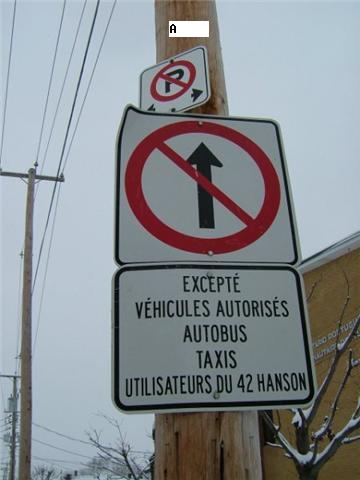 A
P
EXCEPTÉ
VÉHICULES AUTORISÉS
AUTOBUS
TAXIS
UTILISATEURS DU 42 HANSON